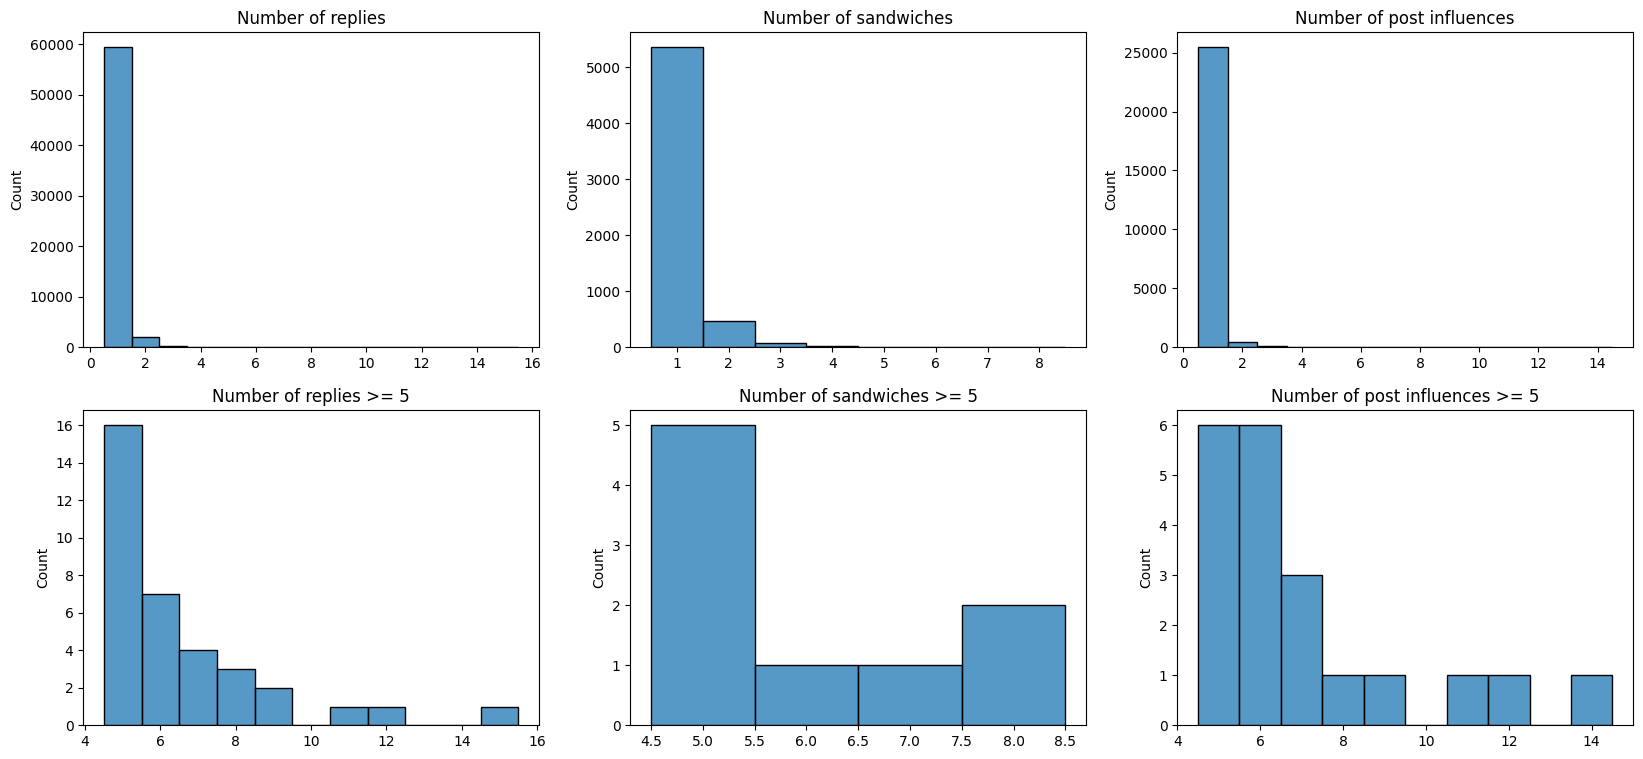 Number of replies
Number of sandwiches
Number of post influences
60000
50000
40000
30000
20000
10000
0
Count
0 2 4 6 8 10 12 14 16
5000
4000
3000
2000
1000
0
Count
1 2 3 4 5 6 7 8
25000
20000
15000
10000
5000
0
Count
0 2 4 6 8 10 12 14
Number of replies >= 5
Number of sandwiches >= 5
Number of post influences >= 5
16
14
12
10
8
6
4
2
0
Count
4 6 8 10 12 14 16
5
4
3
2
1
0
Count
4.5 5.0 5.5 6.0 6.5 7.0 7.5 8.0 8.5
6
5
4
3
2
1
0
Count
4 6 8 10 12 14